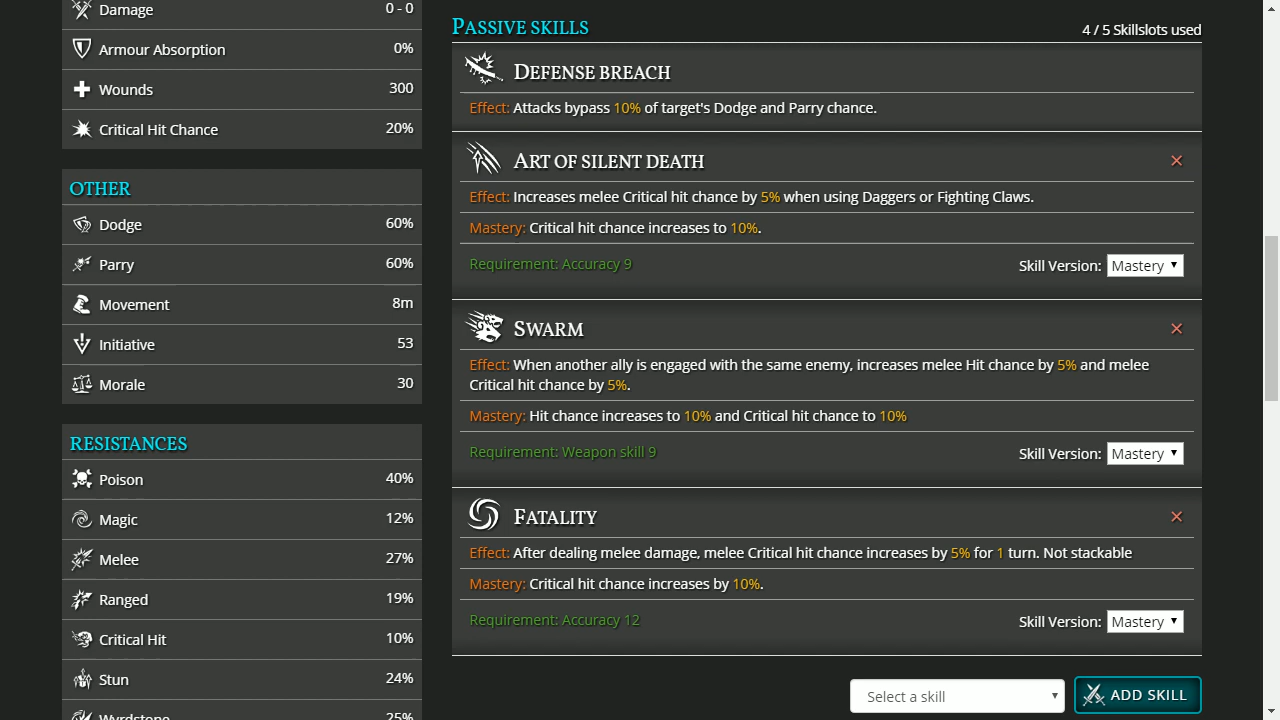 Damage 0 - 0
Armour Absorption 0%
Wounds 300
Critical Hit Chance 20%
OTHER
Dodge 60%
Parry 60%
Movement 8m
Initiative 53
Morale 30
RESISTANCES
Poison 40%
Magic 12%
Melee 27%
Ranged 19%
Critical Hit 10%
Stun 24%
Wyrdstone 25%
PASSIVE SKILLS
4 / 5 Skillslots used
DEFENSE BREACH
Effect: Attacks bypass 10% of target's Dodge and Parry chance.
ART OF SILENT DEATH
✕
Effect: Increases melee Critical hit chance by 5% when using Daggers or Fighting Claws.
Mastery: Critical hit chance increases to 10%.
Requirement: Accuracy 9
Skill Version: Mastery
SWARM
✕
Effect: When another ally is engaged with the same enemy, increases melee Hit chance by 5% and melee
Critical hit chance by 5%.
Mastery: Hit chance increases to 10% and Critical hit chance to 10%
Requirement: Weapon skill 9
Skill Version: Mastery
FATALITY
✕
Effect: After dealing melee damage, melee Critical hit chance increases by 5% for 1 turn. Not stackable
Mastery: Critical hit chance increases by 10%.
Requirement: Accuracy 12
Skill Version: Mastery
Select a skill
ADD SKILL